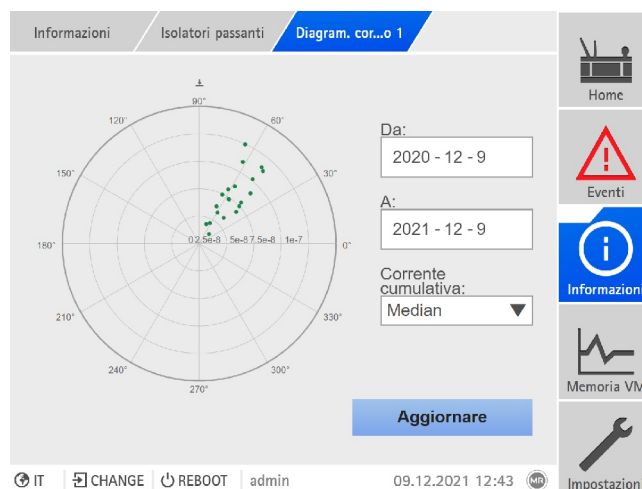 Informazioni
Isolatori passanti
Diagram. cor...o 1
Home
Eventi
Informazioni
Memoria VM
Impostazion
90°
120°
60°
150°
30°
180°
0 2,5e-8 5e-8 7.5e-8 1e-7
0°
210°
330°
240°
300°
270°
Da:
2020 - 12 - 9
A:
2021 - 12 - 9
Corrente
cumulativa:
Median
Aggiornare
IT
CHANGE
REBOOT
admin
09.12.2021 12:43
MR